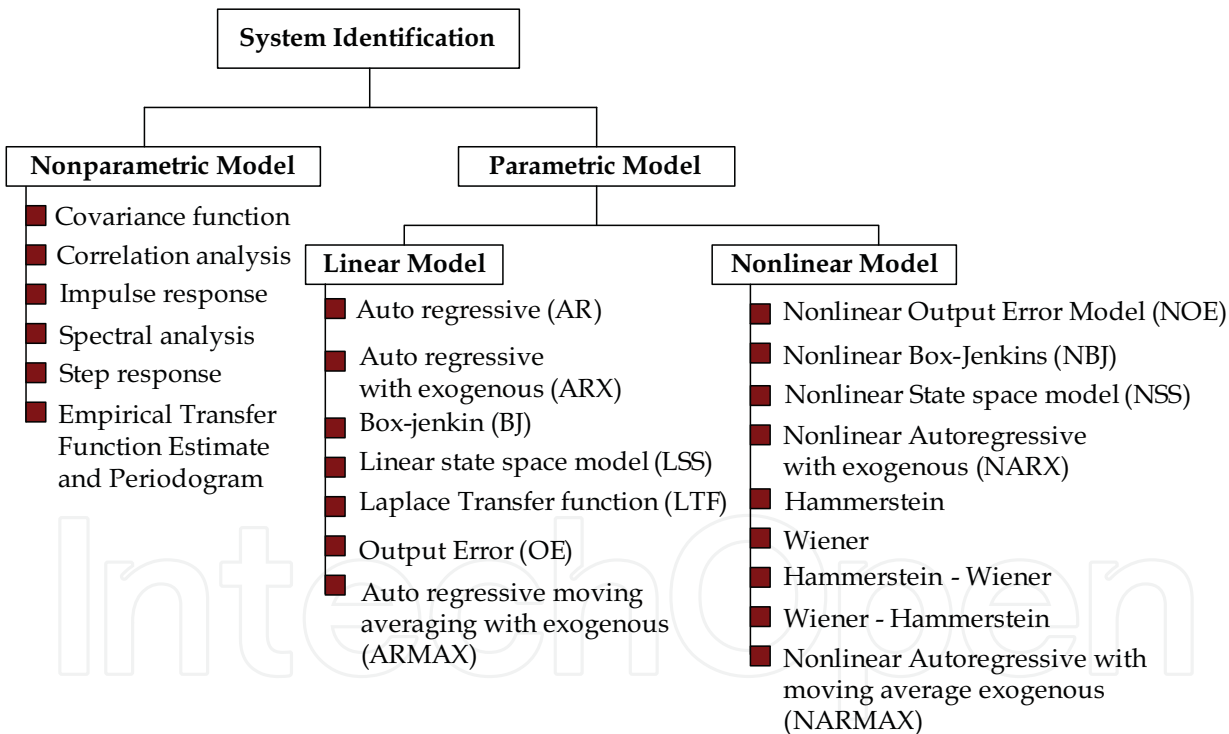 System Identification
Nonparametric Model
Covariance function
Correlation analysis
Impulse response
Spectral analysis
Step response
Empirical Transfer
Function Estimate
and Periodogram
Parametric Model
Linear Model
Auto regressive (AR)
Auto regressive
with exogenous (ARX)
Box-jenkin (BJ)
Linear state space model (LSS)
Laplace Transfer function (LTF)
Output Error (OE)
Auto regressive moving
averaging with exogenous
(ARMAX)
Nonlinear Model
Nonlinear Output Error Model (NOE)
Nonlinear Box-Jenkins (NBJ)
Nonlinear State space model (NSS)
Nonlinear Autoregressive
with exogenous (NARX)
Hammerstein
Wiener
Hammerstein - Wiener
Wiener - Hammerstein
Nonlinear Autoregressive with
moving average exogenous
(NARMAX)
IntechOpen